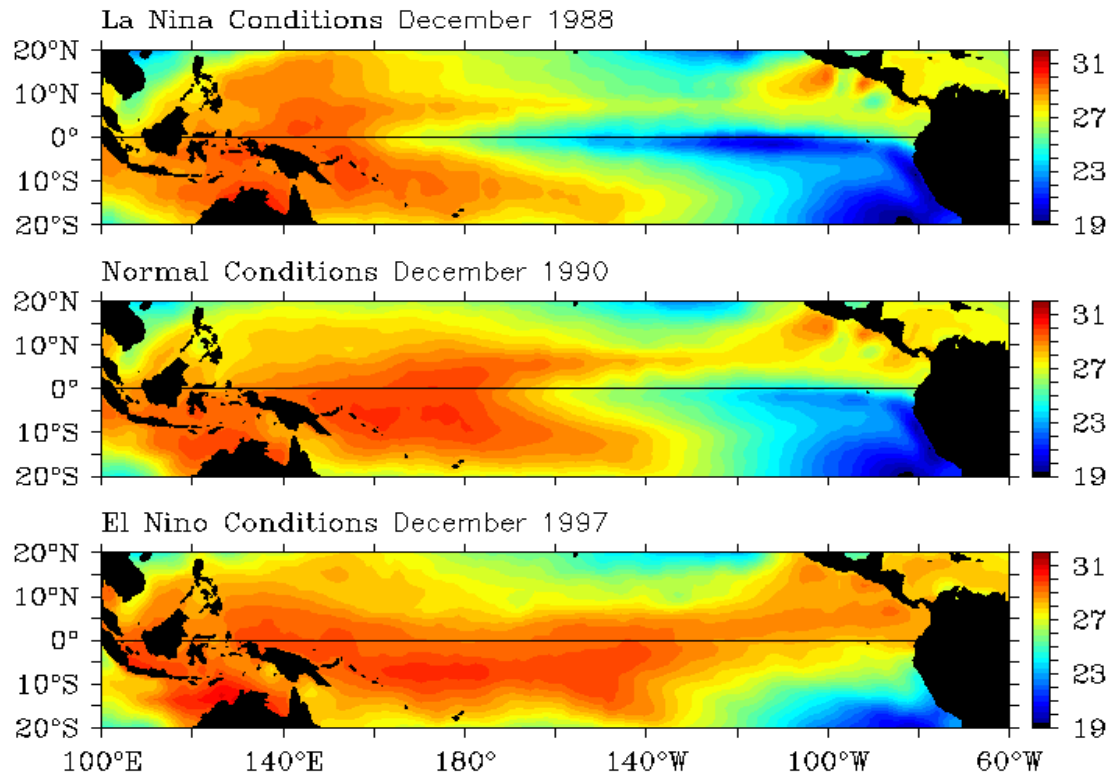 La Nina Conditions December 1988
20°N
10°N
0°
10°S
20°S
31
27
23
19
Normal Conditions December 1990
20°N
10°N
0°
10°S
20°S
31
27
23
19
El Nino Conditions December 1997
20°N
10°N
0°
10°S
20°S
31
27
23
19
100°E 140°E 180° 140°W 100°W 60°W